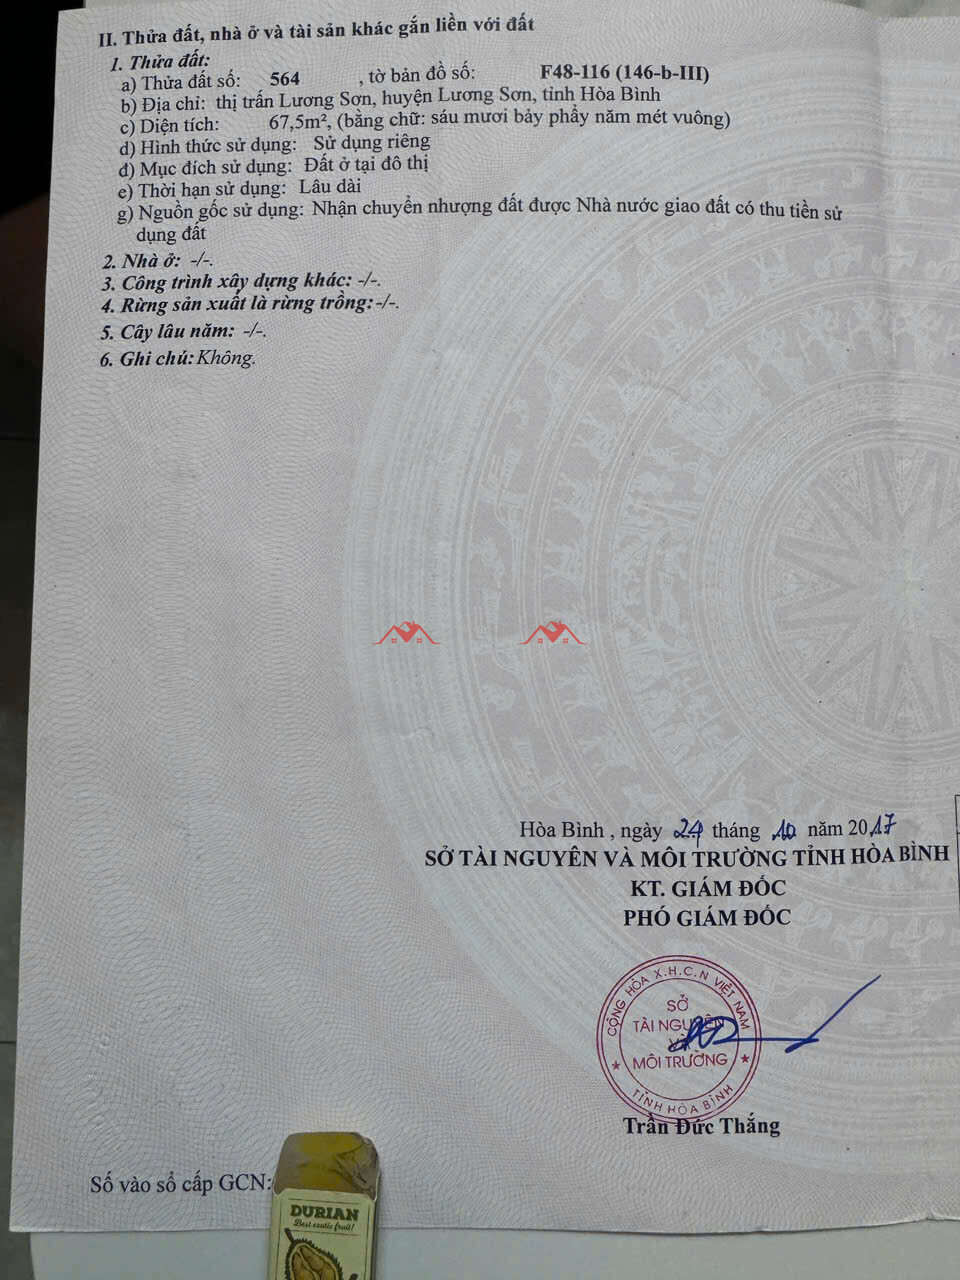 II. Thửa đất, nhà ở và tài sản khác gắn liền với đất
1. Thửa đất:
a) Thửa đất số: 564 , tờ bản đồ số: F48-116 (146-b-III)
b) Địa chỉ: thị trấn Lương Sơn, huyện Lương Sơn, tỉnh Hòa Bình
c) Diện tích: 67,5m², (bằng chữ: sáu mươi bảy phẩy năm mét vuông)
d) Hình thức sử dụng: Sử dụng riêng
đ) Mục đích sử dụng: Đất ở tại đô thị
e) Thời hạn sử dụng: Lâu dài
g) Nguồn gốc sử dụng: Nhận chuyển nhượng đất được Nhà nước giao đất có thu tiền sử
dụng đất
2. Nhà ở: -/-.
3. Công trình xây dựng khác: -/-.
4. Rừng sản xuất là rừng trồng: -/-.
5. Cây lâu năm: -/-.
6. Ghi chú: Không.
Hòa Bình , ngày 24 tháng 10 năm 2017
SỞ TÀI NGUYÊN VÀ MÔI TRƯỜNG TỈNH HÒA BÌNH
KT. GIÁM ĐỐC
PHÓ GIÁM ĐỐC
CỘNG HÒA X.H.C.N VIỆT NAM
SỞ
TÀI NGUYÊN
VÀ
MÔI TRƯỜNG
TỈNH HÒA BÌNH
Trần Đức Thắng
Số vào sổ cấp GCN:
DURIAN
Best exotic fruit!